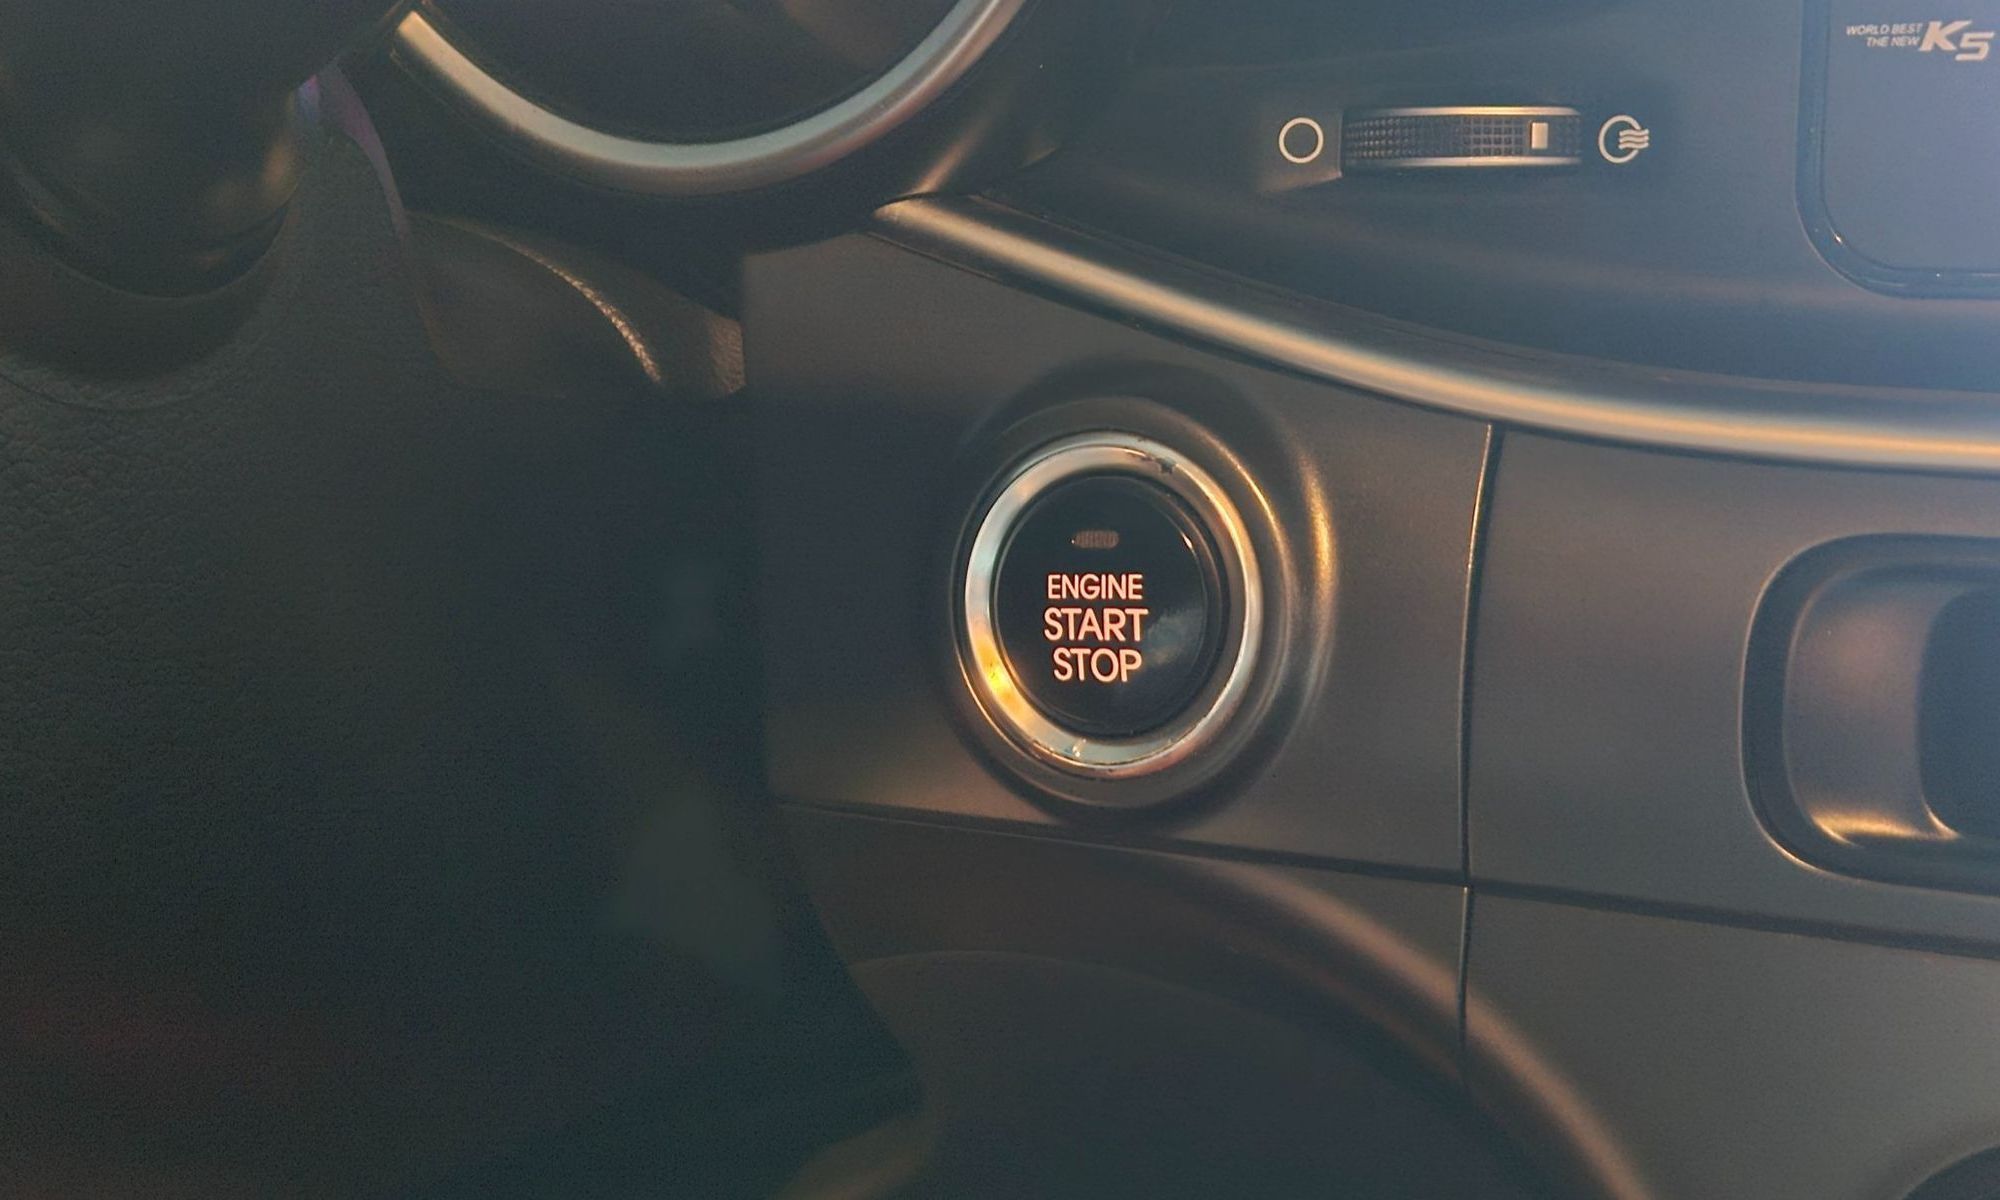 WORLD BEST
THE NEW K5
ENGINE
START
STOP